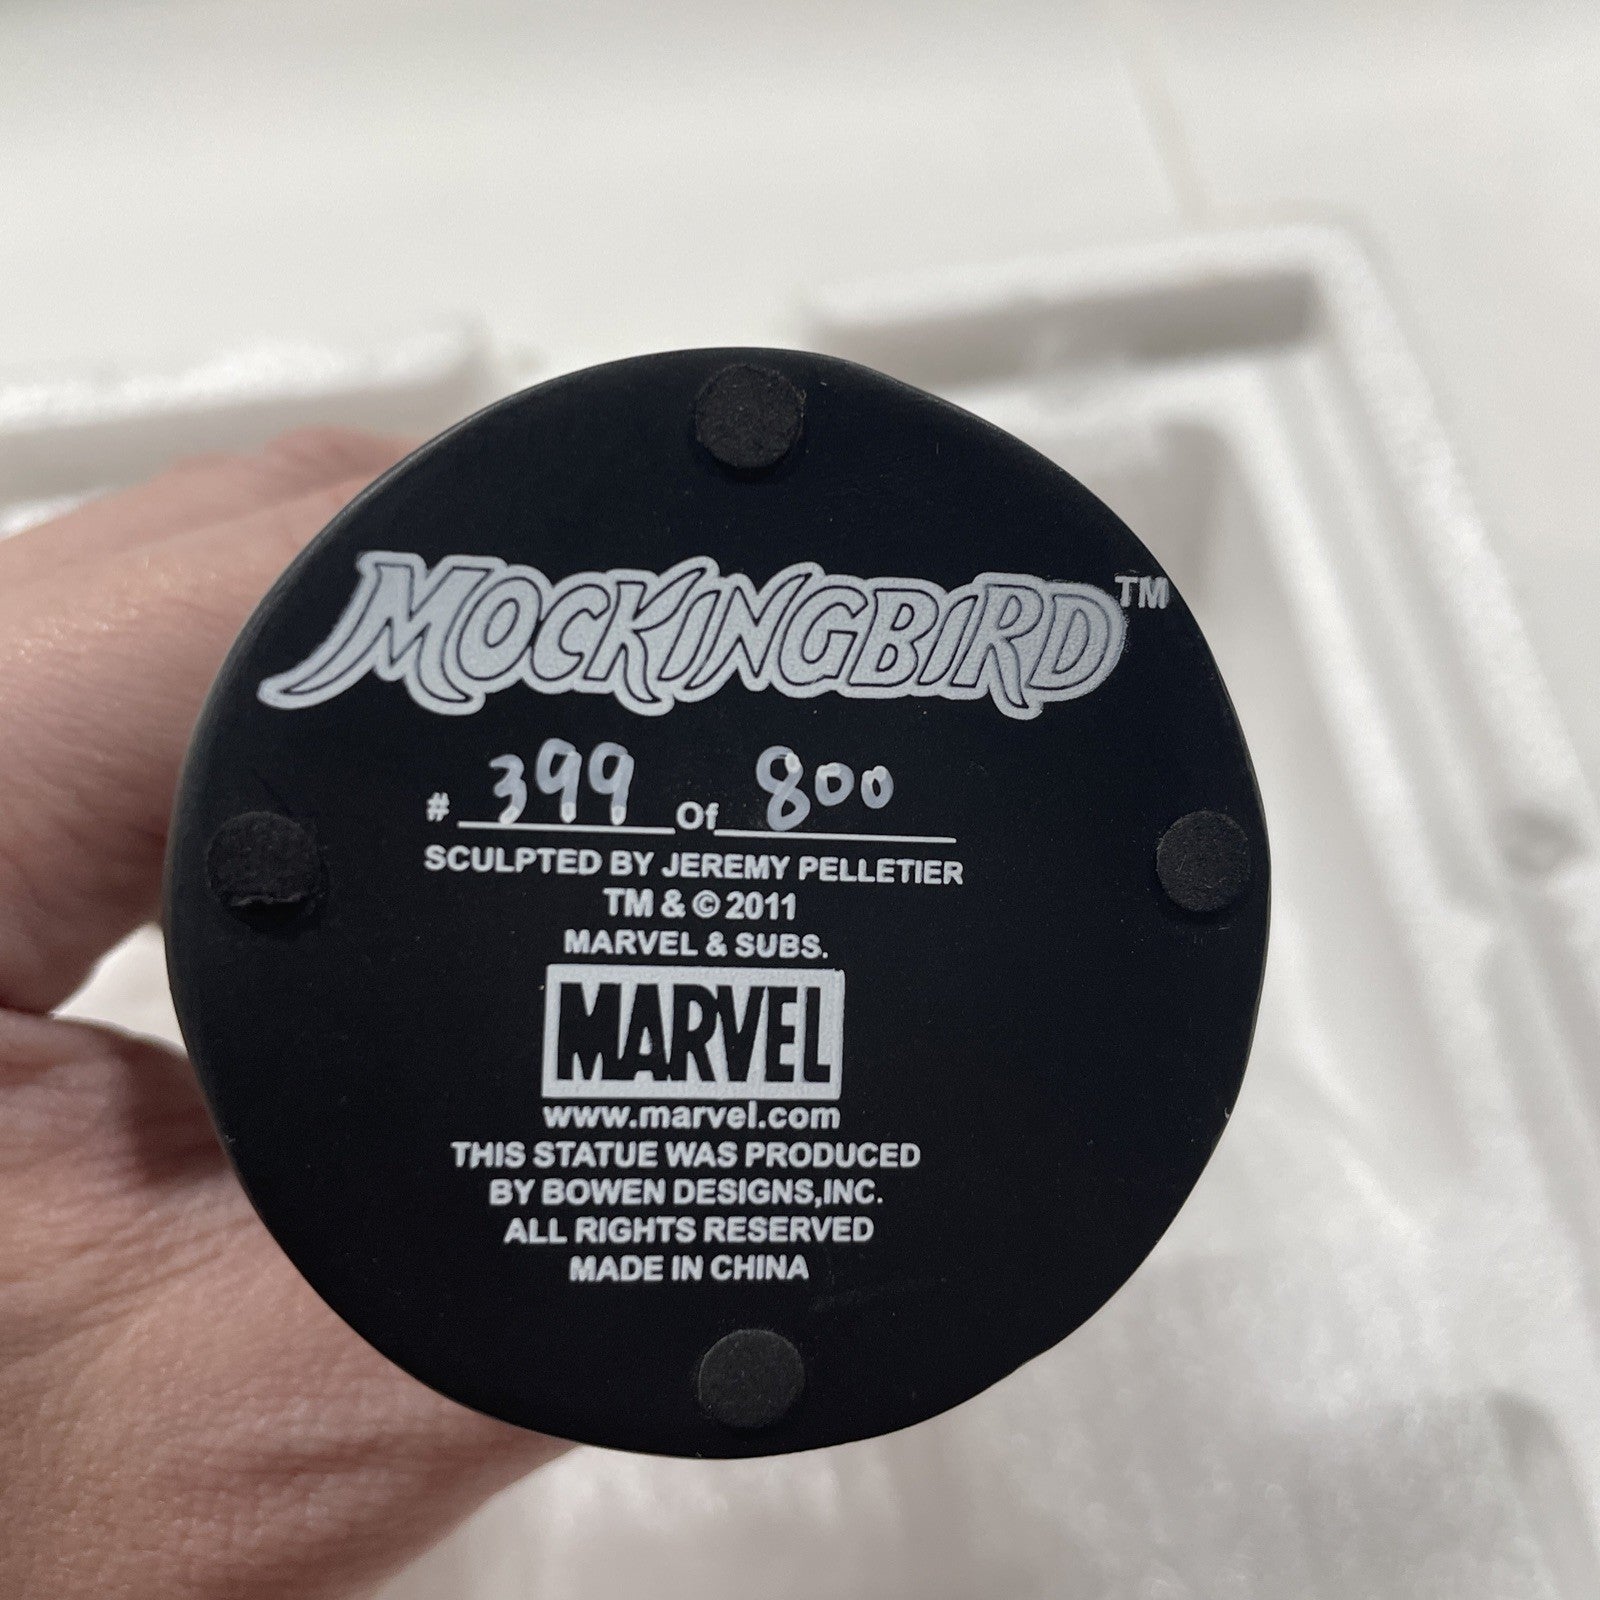 MOCKINGBIRD™
# 399 Of 800
SCULPTED BY JEREMY PELLETIER
TM & © 2011
MARVEL & SUBS.
MARVEL
www.marvel.com
THIS STATUE WAS PRODUCED
BY BOWEN DESIGNS,INC.
ALL RIGHTS RESERVED
MADE IN CHINA